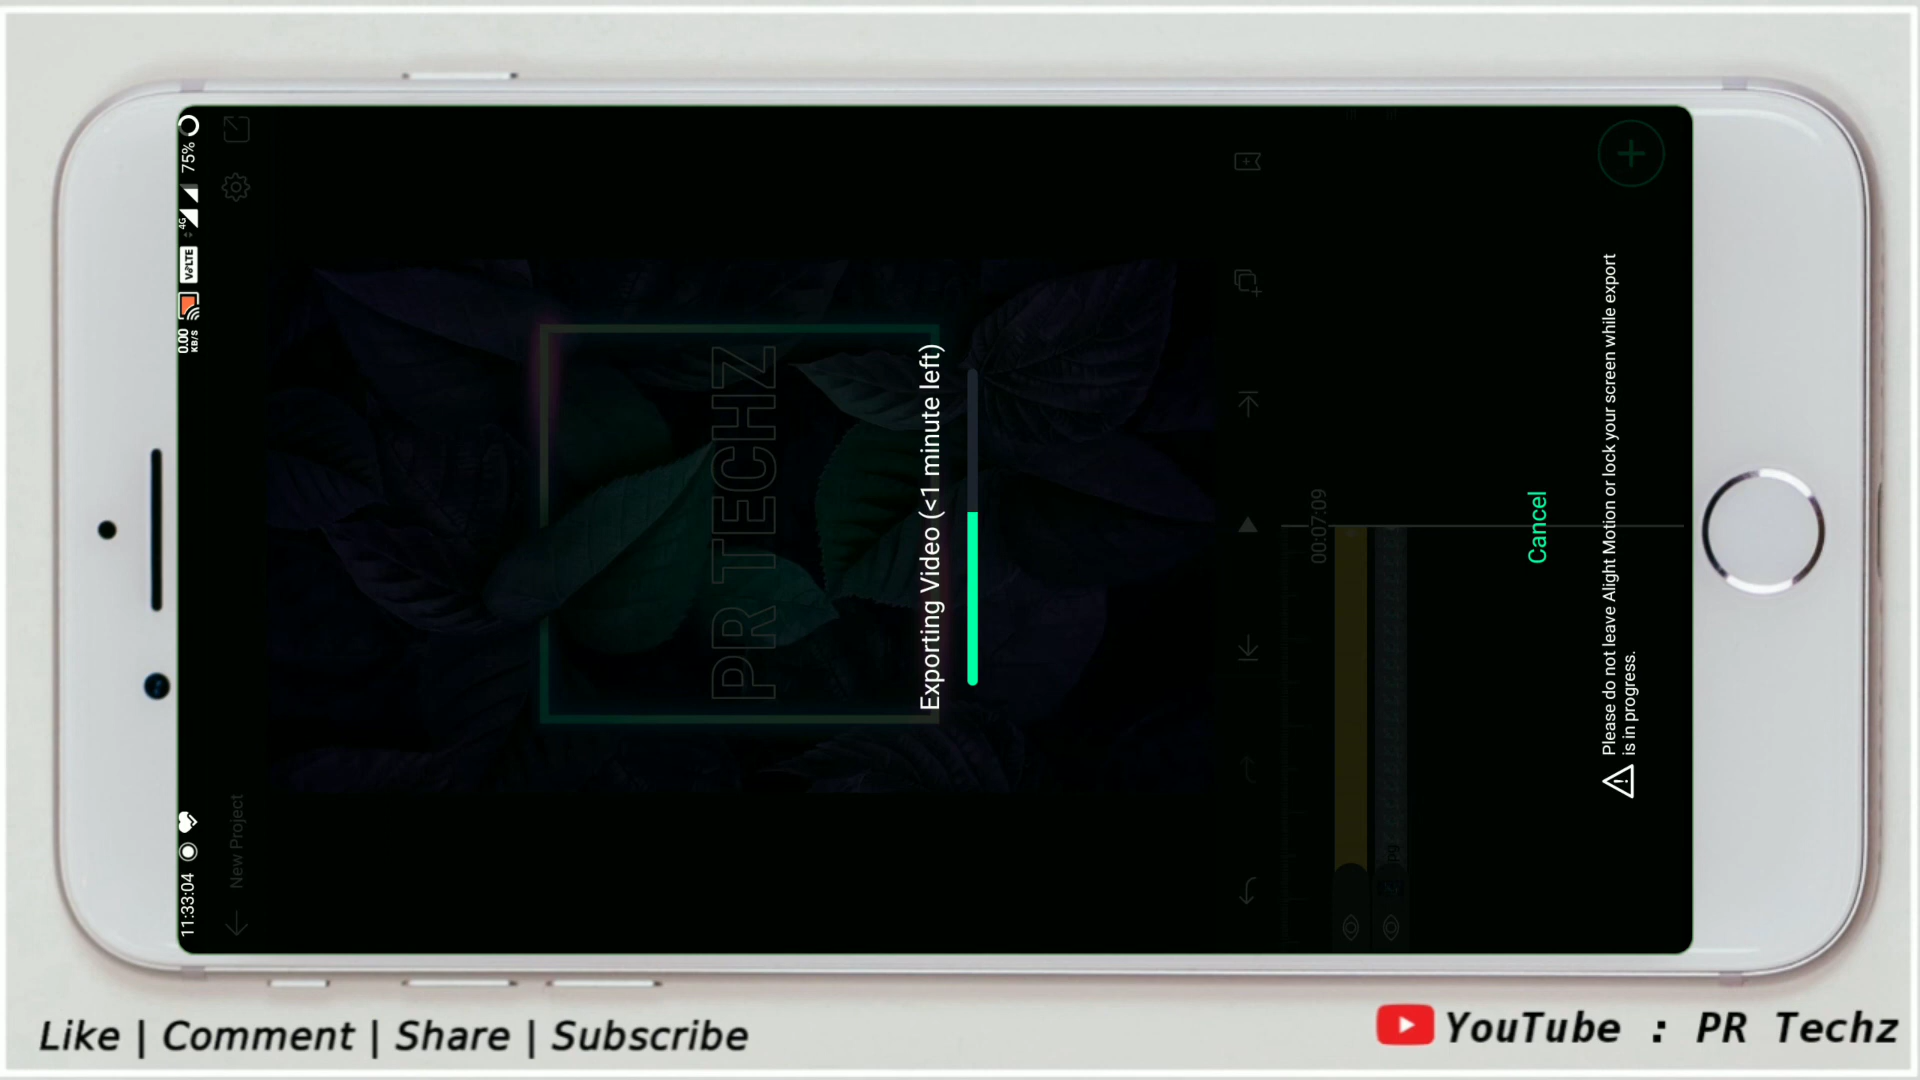 11:33:04
0.00
KB/S
VoLTE
4G
75%
New Project
PR TECHZ
Exporting Video (<1 minute left)
00:07:09
Cancel
Please do not leave Alight Motion or lock your screen while export
is in progress.
Like | Comment | Share | Subscribe
YouTube : PR Techz